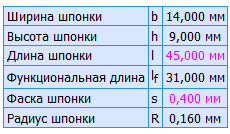 Ширина шпонки b 14,000 мм
Высота шпонки h 9,000 мм
Длина шпонки l 45,000 мм
Функциональная длина lf 31,000 мм
Фаска шпонки s 0,400 мм
Радиус шпонки R 0,160 мм